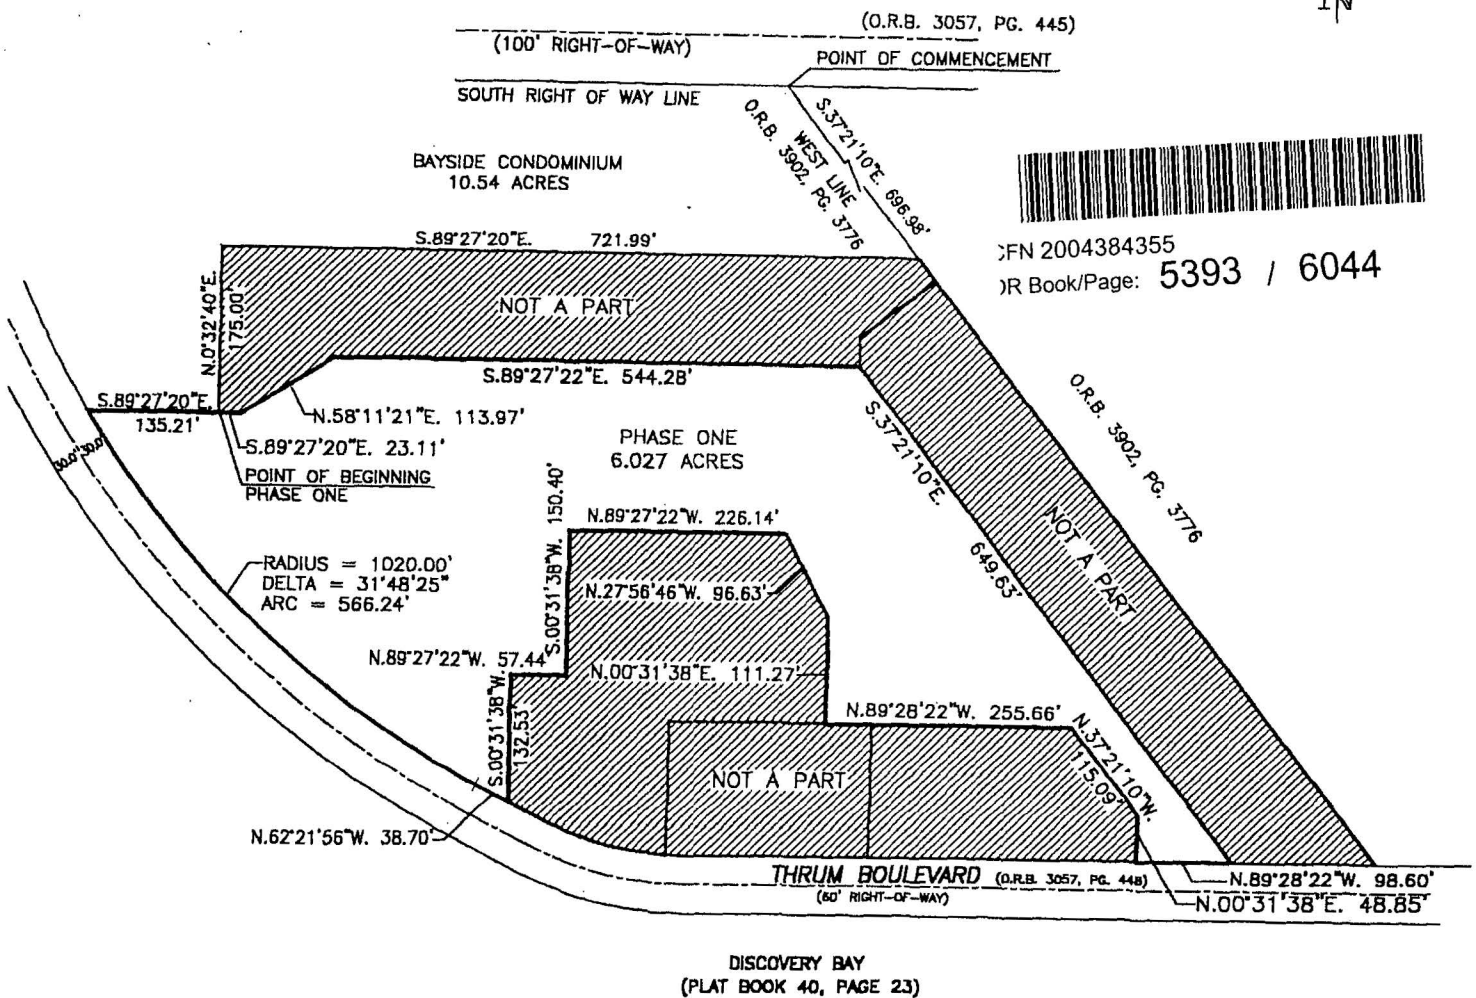 IN
(O.R.B. 3057, PG. 445)
(100' RIGHT-OF-WAY)
POINT OF COMMENCEMENT
SOUTH RIGHT OF WAY LINE
S.37°21'10"E. 696.98'
WEST LINE
O.R.B. 3902, PG. 3776
BAYSIDE CONDOMINIUM
10.54 ACRES
CFN 2004384355
OR Book/Page: 5393 / 6044
S.89°27'20"E. 721.99'
NOT A PART
N.0°32'40"E.
175.00'
S.89°27'22"E. 544.28'
S.89°27'20"E.
135.21'
N.58°11'21"E. 113.97'
S.89°27'20"E. 23.11'
POINT OF BEGINNING
PHASE ONE
30.0' 30.0'
PHASE ONE
6.027 ACRES
O.R.B. 3902, PG. 3776
S.37°21'10"E.
649.63'
NOT A PART
N.89°27'22"W. 226.14'
S.00°31'38"W. 150.40'
N.27°56'46"W. 96.63'
RADIUS = 1020.00'
DELTA = 31°48'25"
ARC = 566.24'
N.89°27'22"W. 57.44'
N.00°31'38"E. 111.27'
S.00°31'38"W.
132.53'
N.89°28'22"W. 255.66'
N.37°21'10"W.
115.09'
NOT A PART
N.62°21'56"W. 38.70'
THRUM BOULEVARD (O.R.B. 3057, PG. 448)
(60' RIGHT-OF-WAY)
N.89°28'22"W. 98.60'
N.00°31'38"E. 48.85'
DISCOVERY BAY
(PLAT BOOK 40, PAGE 23)